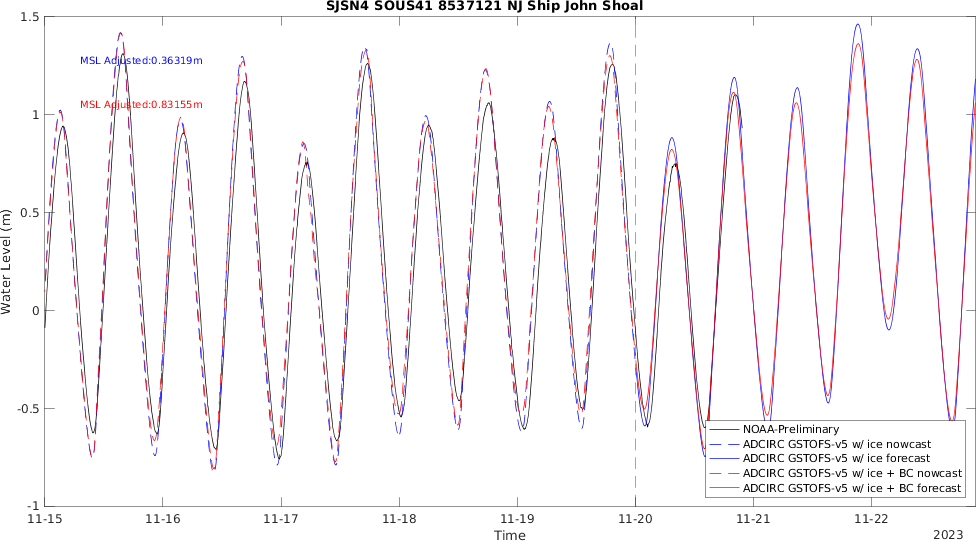 SJSN4 SOUS41 8537121 NJ Ship John Shoal
1.5
MSL Adjusted:0.36319m
MSL Adjusted:0.83155m
1
0.5
Water Level (m)
0
-0.5
NOAA-Preliminary
ADCIRC GSTOFS-v5 w/ ice nowcast
ADCIRC GSTOFS-v5 w/ ice forecast
ADCIRC GSTOFS-v5 w/ ice + BC nowcast
ADCIRC GSTOFS-v5 w/ ice + BC forecast
-1
11-15 11-16 11-17 11-18 11-19 11-20 11-21 11-22
Time
2023